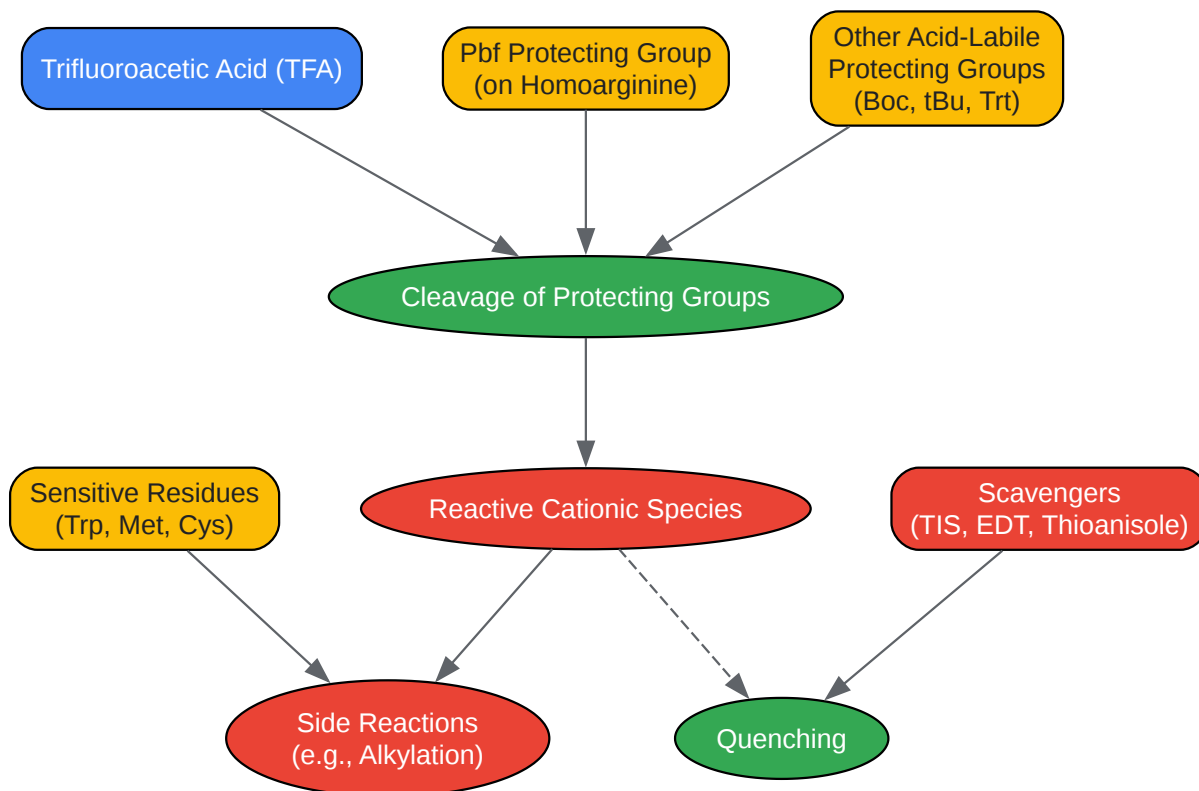 Trifluoroacetic Acid (TFA)
Pbf Protecting Group
(on Homoarginine)
Other Acid-Labile
Protecting Groups
(Boc, tBu, Trt)
Cleavage of Protecting Groups
Sensitive Residues
(Trp, Met, Cys)
Reactive Cationic Species
Scavengers
(TIS, EDT, Thioanisole)
Side Reactions
(e.g., Alkylation)
Quenching